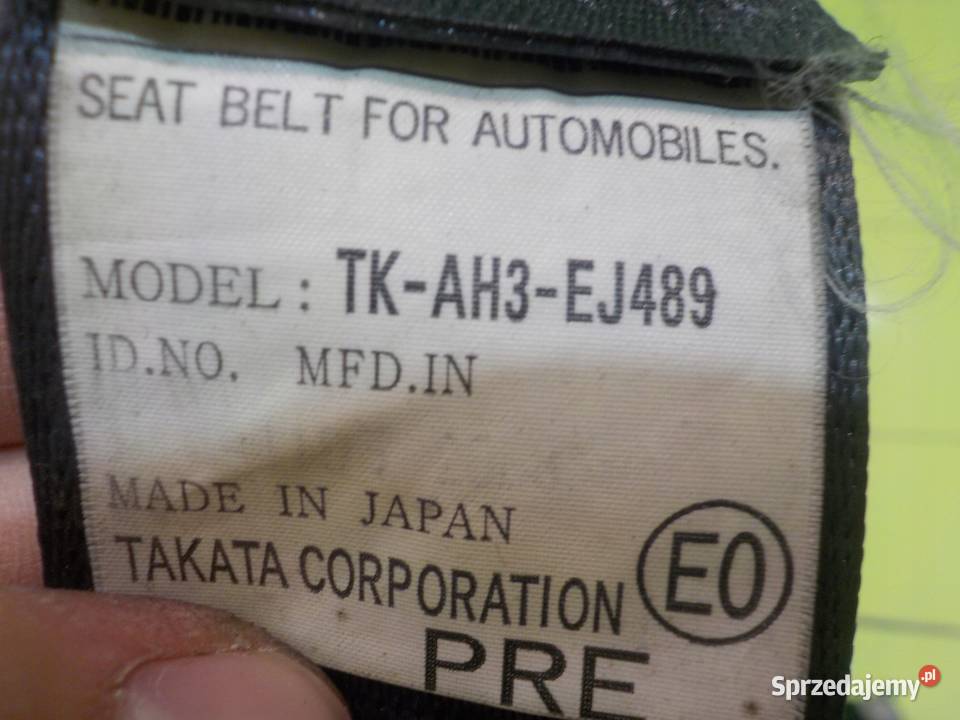 SEAT BELT FOR AUTOMOBILES.
MODEL : TK-AH3-EJ489
ID.NO. MFD.IN
MADE IN JAPAN
TAKATA CORPORATION E0
PRE
Sprzedajemy.pl